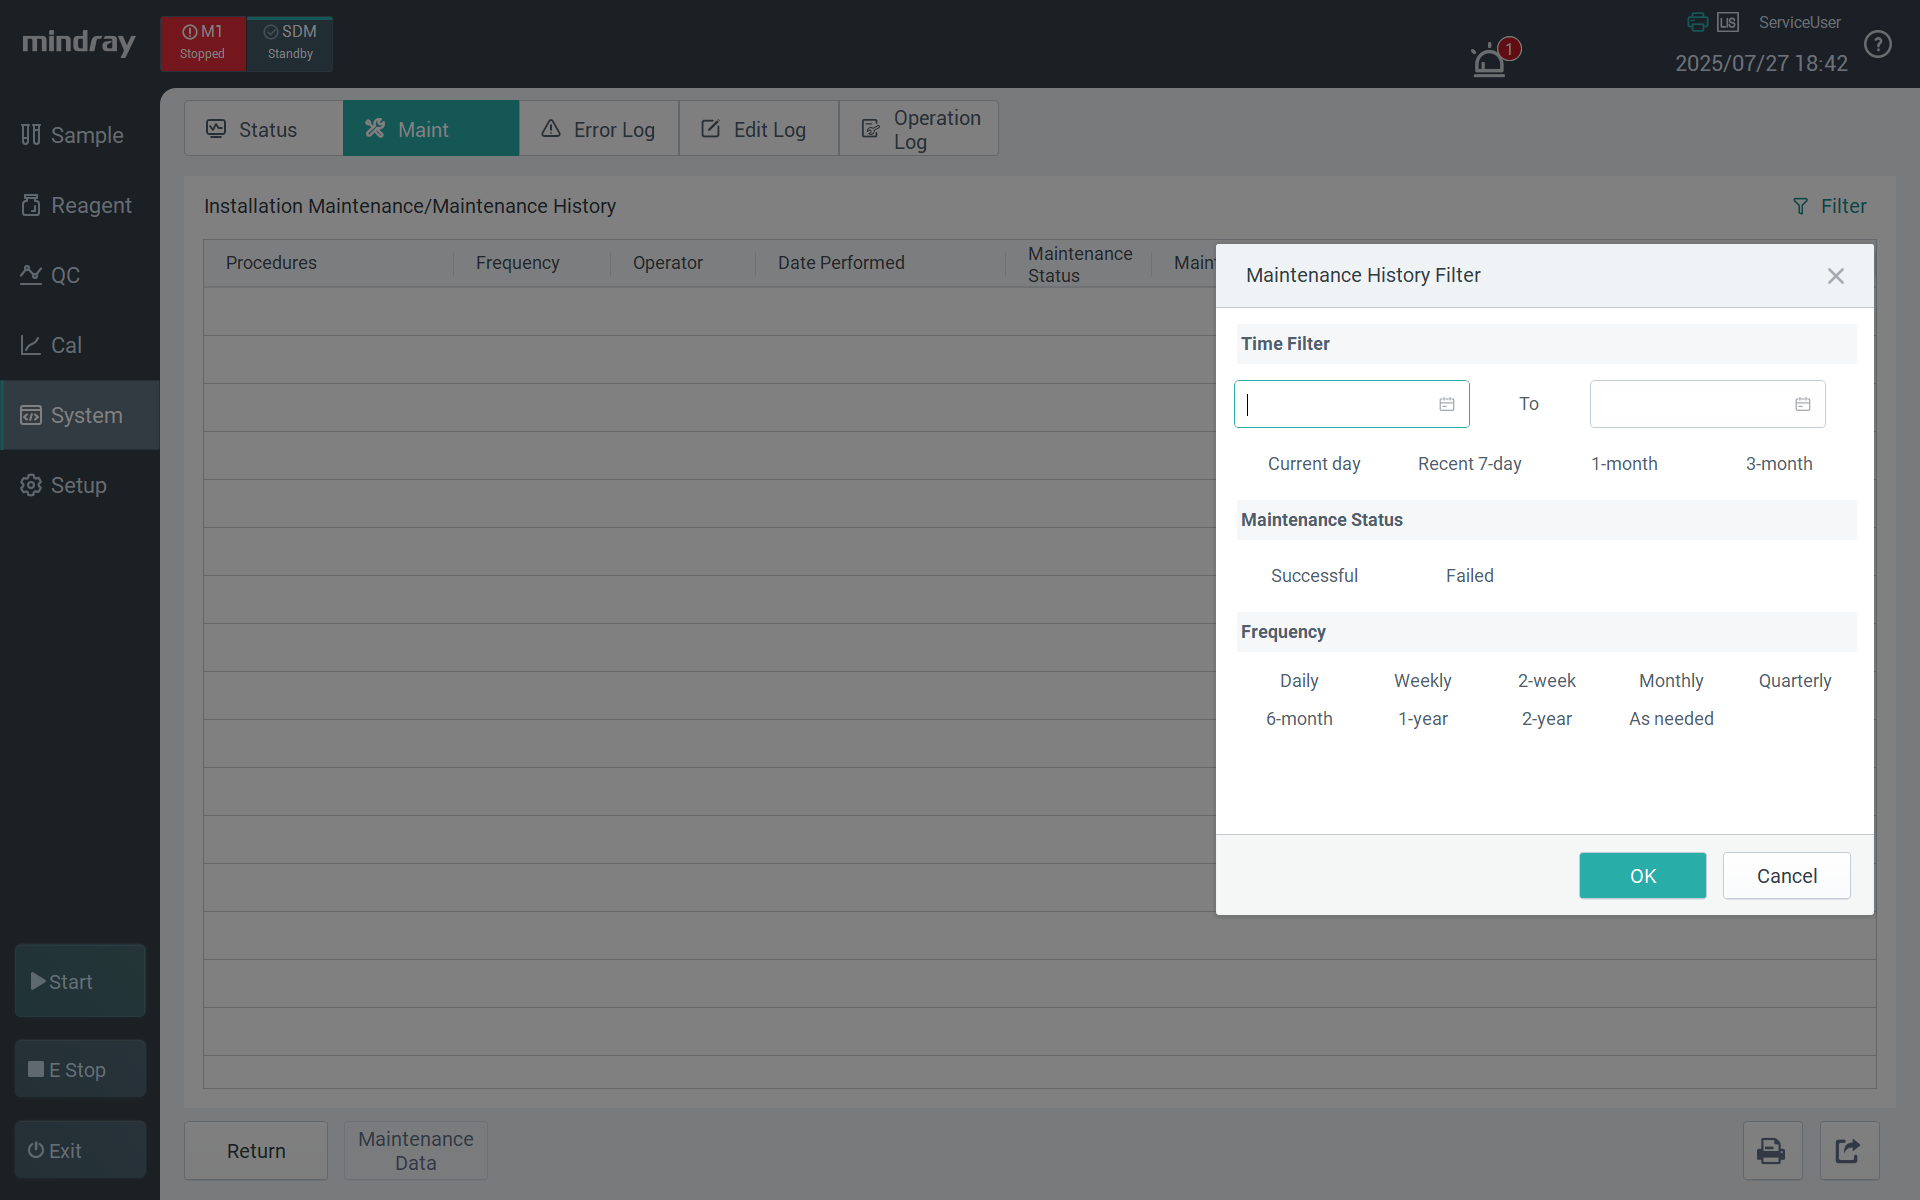 mindray
M1
Stopped
SDM
Standby
1
LIS
ServiceUser
2025/07/27 18:42
?
Sample
Reagent
QC
Cal
System
Setup
Start
E Stop
Exit
Status
Maint
Error Log
Edit Log
Operation
Log
Installation Maintenance/Maintenance History
Filter
Procedures
Frequency
Operator
Date Performed
Maintenance
Status
Main
Maintenance History Filter
Time Filter
To
Current day
Recent 7-day
1-month
3-month
Maintenance Status
Successful
Failed
Frequency
Daily
Weekly
2-week
Monthly
Quarterly
6-month
1-year
2-year
As needed
OK
Cancel
Return
Maintenance
Data